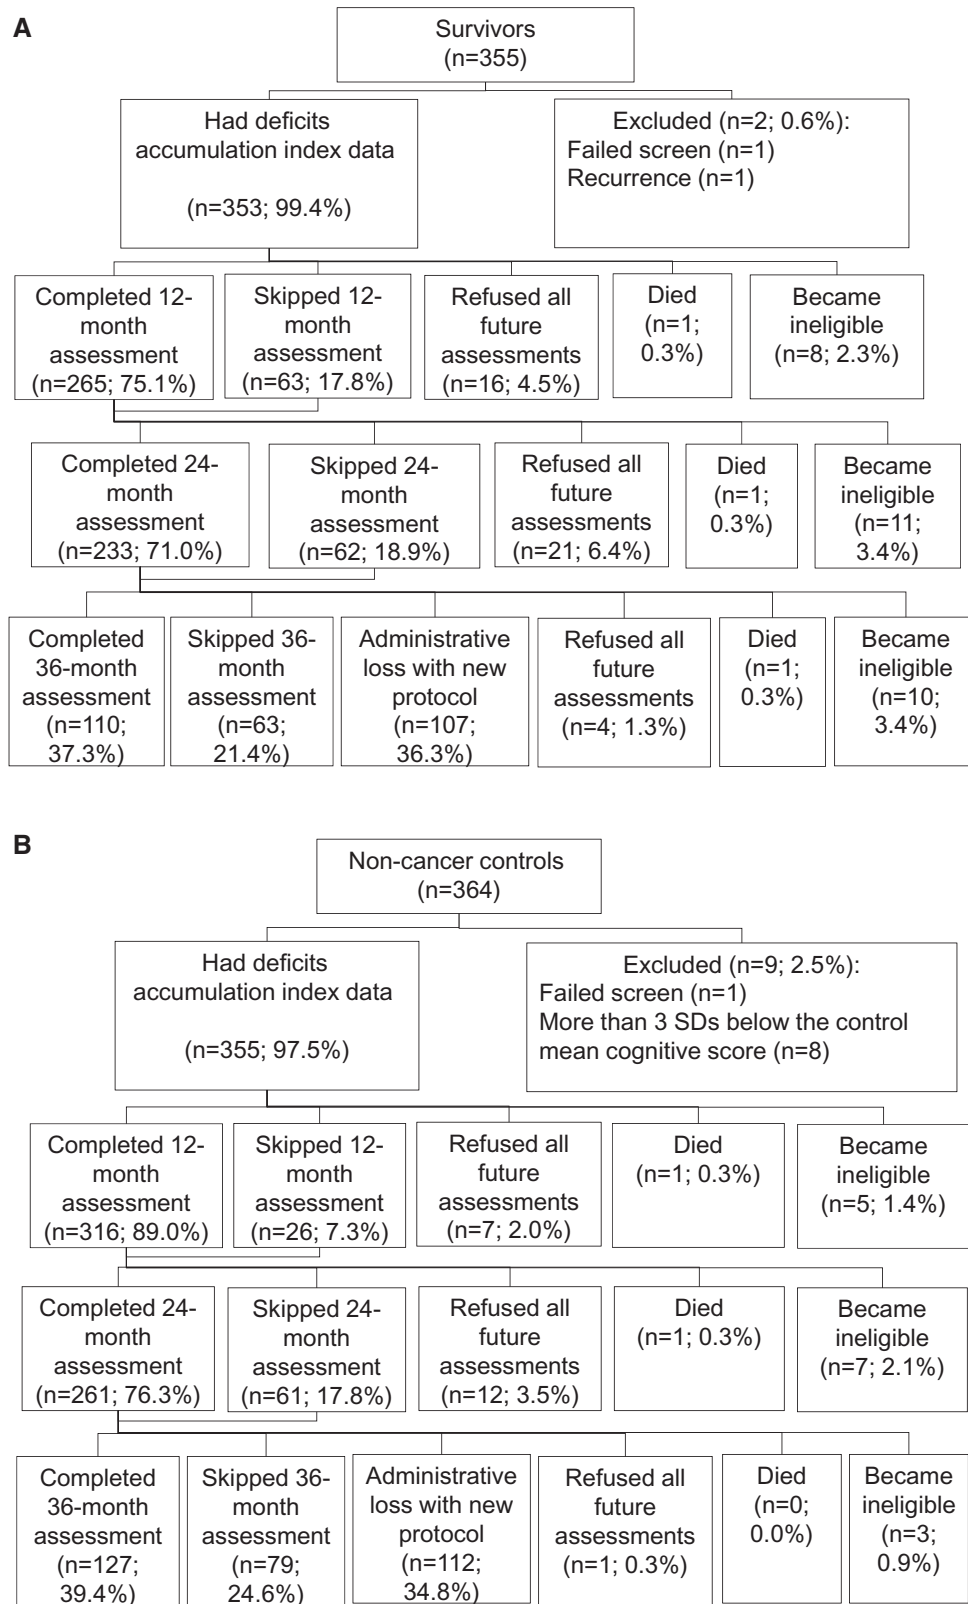 A
Survivors
(n=355)
Had deficits
accumulation index data
(n=353; 99.4%)
Excluded (n=2; 0.6%):
Failed screen (n=1)
Recurrence (n=1)
Completed 12-
month
assessment
(n=265; 75.1%)
Skipped 12-
month
assessment
(n=63; 17.8%)
Refused all
future
assessments
(n=16; 4.5%)
Died
(n=1;
0.3%)
Became
ineligible
(n=8; 2.3%)
Completed 24-
month
assessment
(n=233; 71.0%)
Skipped 24-
month
assessment
(n=62; 18.9%)
Refused all
future
assessments
(n=21; 6.4%)
Died
(n=1;
0.3%)
Became
ineligible
(n=11;
3.4%)
Completed
36-month
assessment
(n=110;
37.3%)
Skipped 36-
month
assessment
(n=63;
21.4%)
Administrative
loss with new
protocol
(n=107;
36.3%)
Refused all
future
assessments
(n=4; 1.3%)
Died
(n=1;
0.3%)
Became
ineligible
(n=10;
3.4%)
B
Non-cancer controls
(n=364)
Had deficits
accumulation index data
(n=355; 97.5%)
Excluded (n=9; 2.5%):
Failed screen (n=1)
More than 3 SDs below the control
mean cognitive score (n=8)
Completed 12-
month
assessment
(n=316; 89.0%)
Skipped 12-
month
assessment
(n=26; 7.3%)
Refused all
future
assessments
(n=7; 2.0%)
Died
(n=1; 0.3%)
Became
ineligible
(n=5; 1.4%)
Completed 24-
month
assessment
(n=261; 76.3%)
Skipped 24-
month
assessment
(n=61; 17.8%)
Refused all
future
assessments
(n=12; 3.5%)
Died
(n=1; 0.3%)
Became
ineligible
(n=7; 2.1%)
Completed
36-month
assessment
(n=127;
39.4%)
Skipped 36-
month
assessment
(n=79;
24.6%)
Administrative
loss with new
protocol
(n=112;
34.8%)
Refused all
future
assessments
(n=1; 0.3%)
Died
(n=0;
0.0%)
Became
ineligible
(n=3;
0.9%)